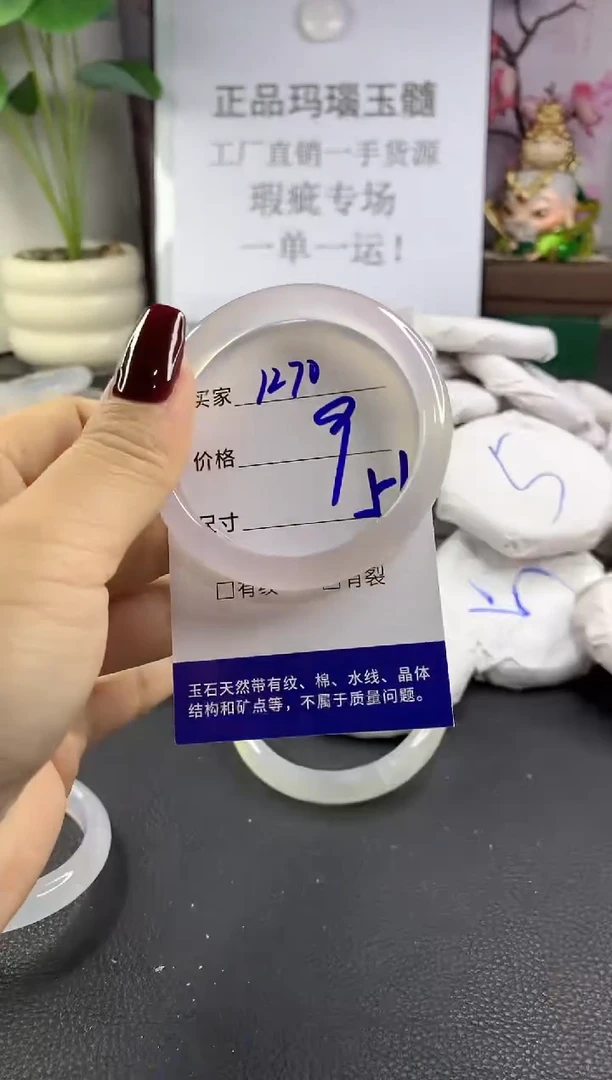 正品玛瑙玉髓
工厂直销一手货源
瑕疵专场
一单一运!
买家 1270
价格 9
尺寸 51
□有纹 □有裂
玉石天然带有纹、棉、水线、晶体
结构和矿点等，不属于质量问题。
5
5